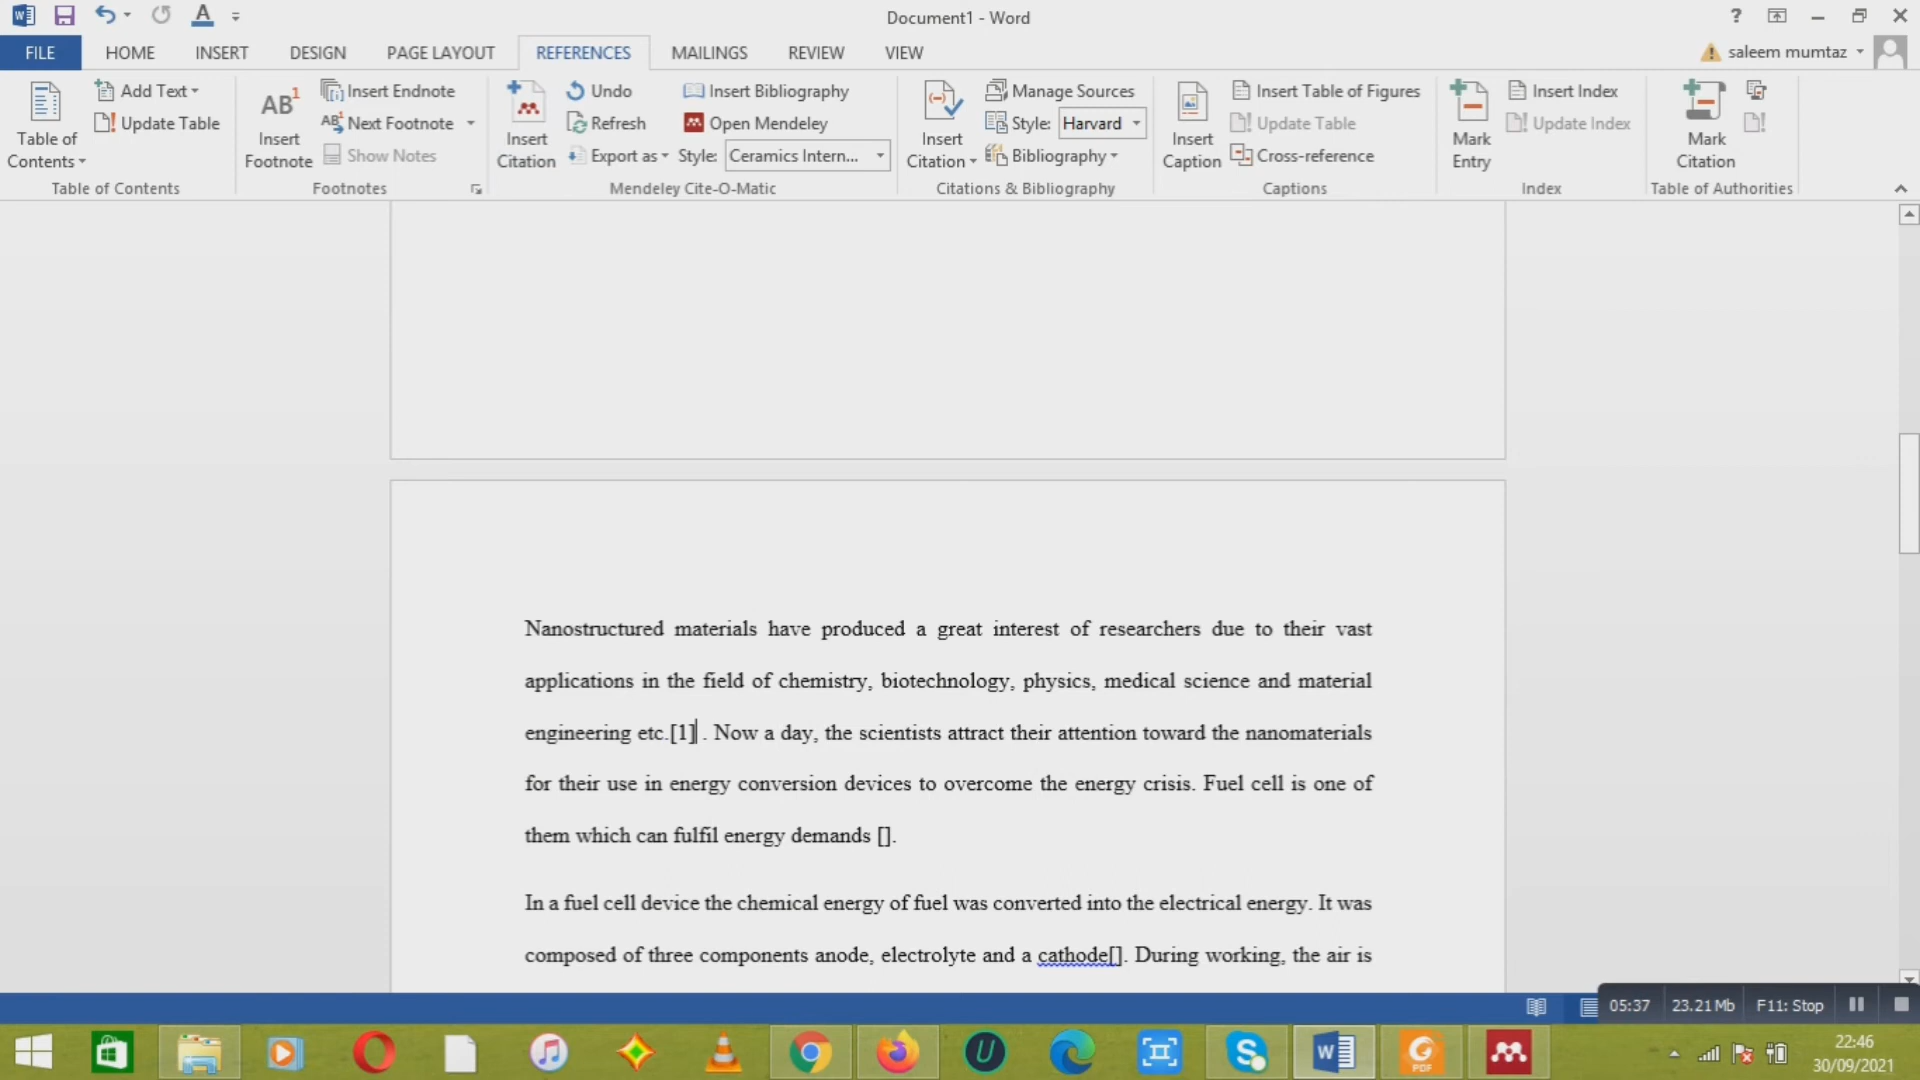 Document1 - Word
?
FILE HOME INSERT DESIGN PAGE LAYOUT REFERENCES MAILINGS REVIEW VIEW saleem mumtaz
Table of Contents
Add Text
Update Table
Table of Contents
AB1
Insert Footnote
Insert Endnote
AB1 Next Footnote
Show Notes
Footnotes
Insert Citation
Undo
Refresh
Export as
Insert Bibliography
Open Mendeley
Style: Ceramics Intern...
Mendeley Cite-O-Matic
Insert Citation
Manage Sources
Style: Harvard
Bibliography
Citations & Bibliography
Insert Caption
Insert Table of Figures
Update Table
Cross-reference
Captions
Mark Entry
Insert Index
Update Index
Index
Mark Citation
Table of Authorities
Nanostructured materials have produced a great interest of researchers due to their vast
applications in the field of chemistry, biotechnology, physics, medical science and material
engineering etc.[1] . Now a day, the scientists attract their attention toward the nanomaterials
for their use in energy conversion devices to overcome the energy crisis. Fuel cell is one of
them which can fulfil energy demands [].
In a fuel cell device the chemical energy of fuel was converted into the electrical energy. It was
composed of three components anode, electrolyte and a cathode[]. During working, the air is
05:37 23.21 Mb F11: Stop
22:46
30/09/2021